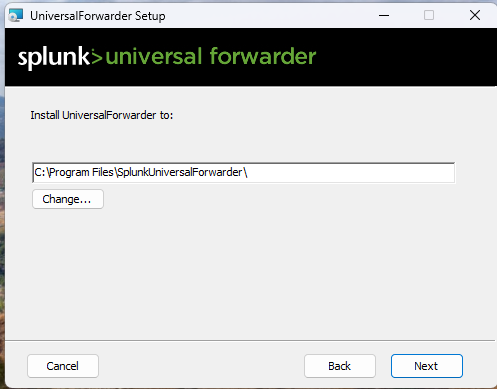 UniversalForwarder Setup
splunk>universal forwarder
Install UniversalForwarder to:
C:\Program Files\SplunkUniversalForwarder\
Change...
Cancel
Back
Next